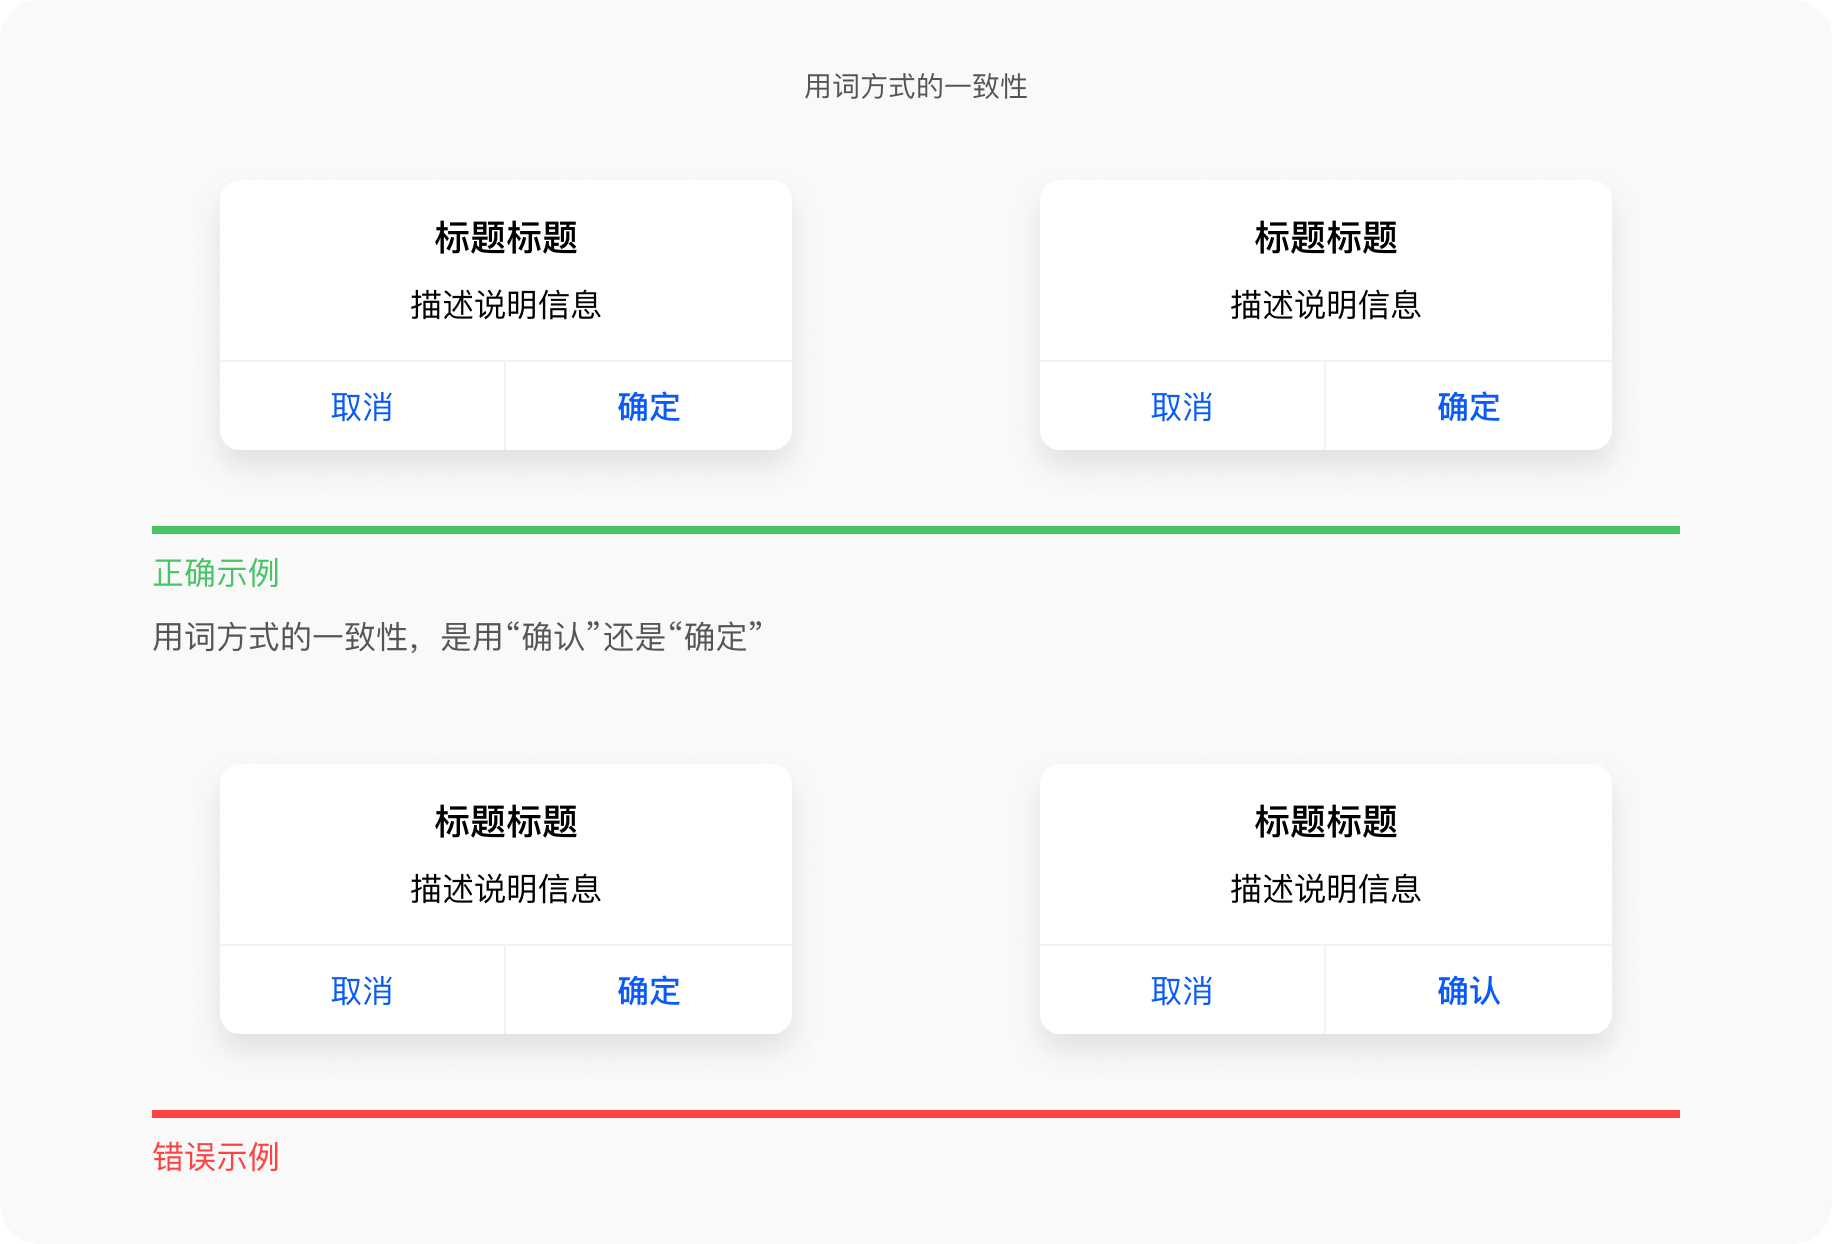 用词方式的一致性
标题标题
描述说明信息
取消 确定
标题标题
描述说明信息
取消 确定
正确示例
用词方式的一致性，是用“确认”还是“确定”
标题标题
描述说明信息
取消 确定
标题标题
描述说明信息
取消 确认
错误示例